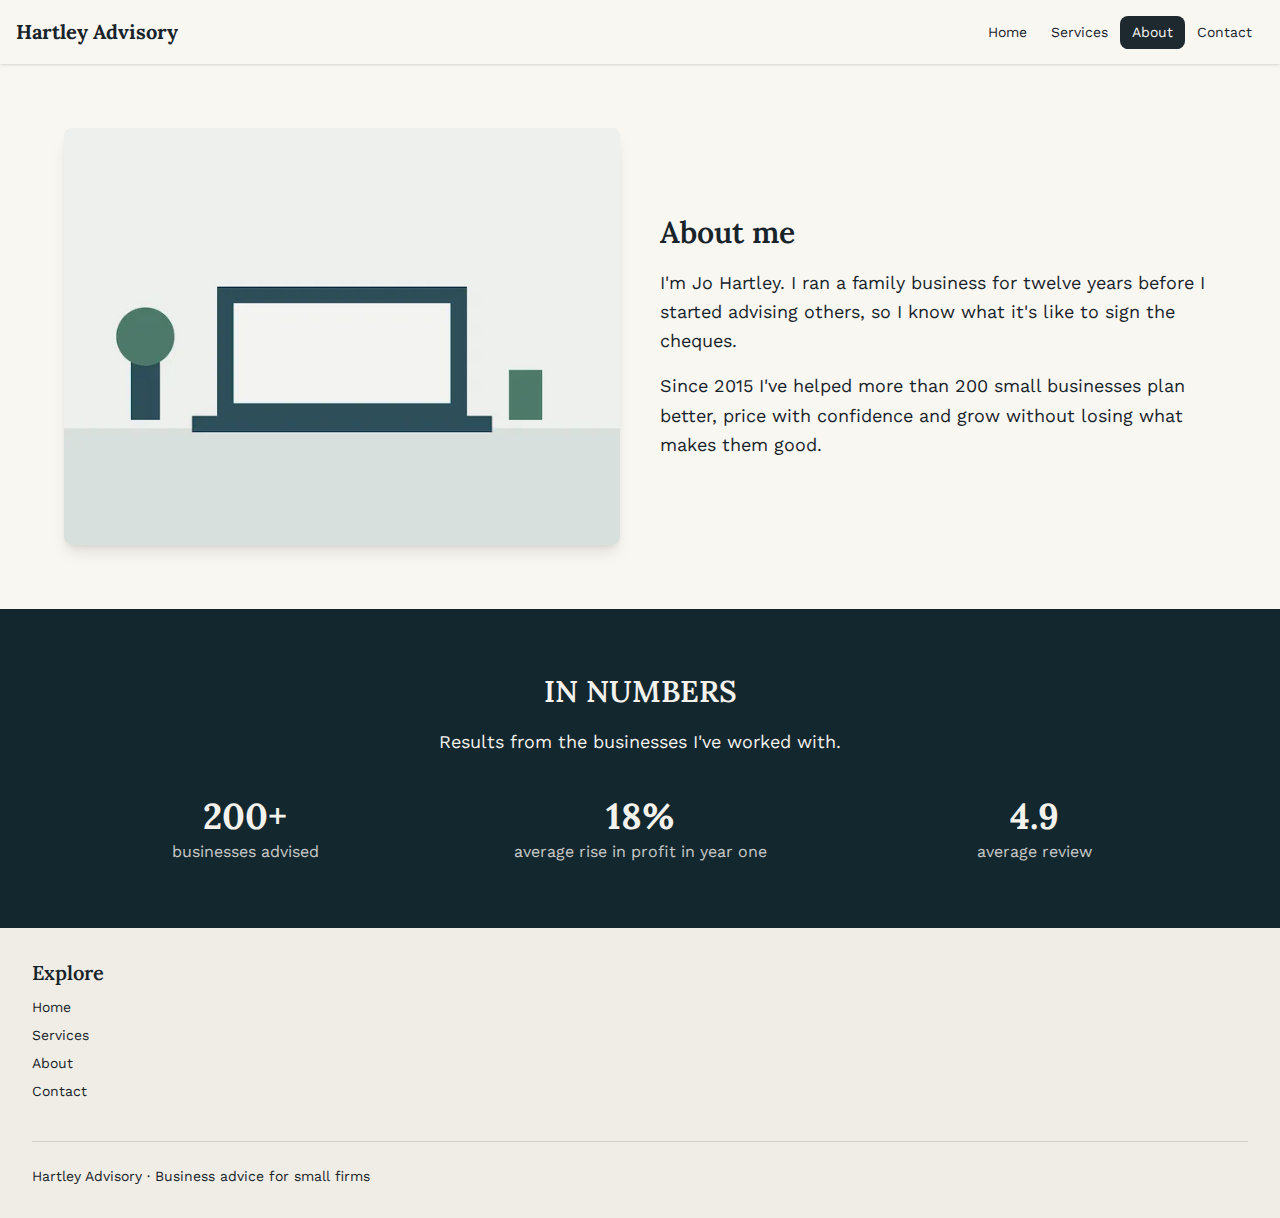 Hartley Advisory
Home Services About Contact
About me
I'm Jo Hartley. I ran a family business for twelve years before I
started advising others, so I know what it's like to sign the
cheques.
Since 2015 I've helped more than 200 small businesses plan
better, price with confidence and grow without losing what
makes them good.
IN NUMBERS
Results from the businesses I've worked with.
200+
businesses advised
18%
average rise in profit in year one
4.9
average review
Explore
Home
Services
About
Contact
Hartley Advisory · Business advice for small firms